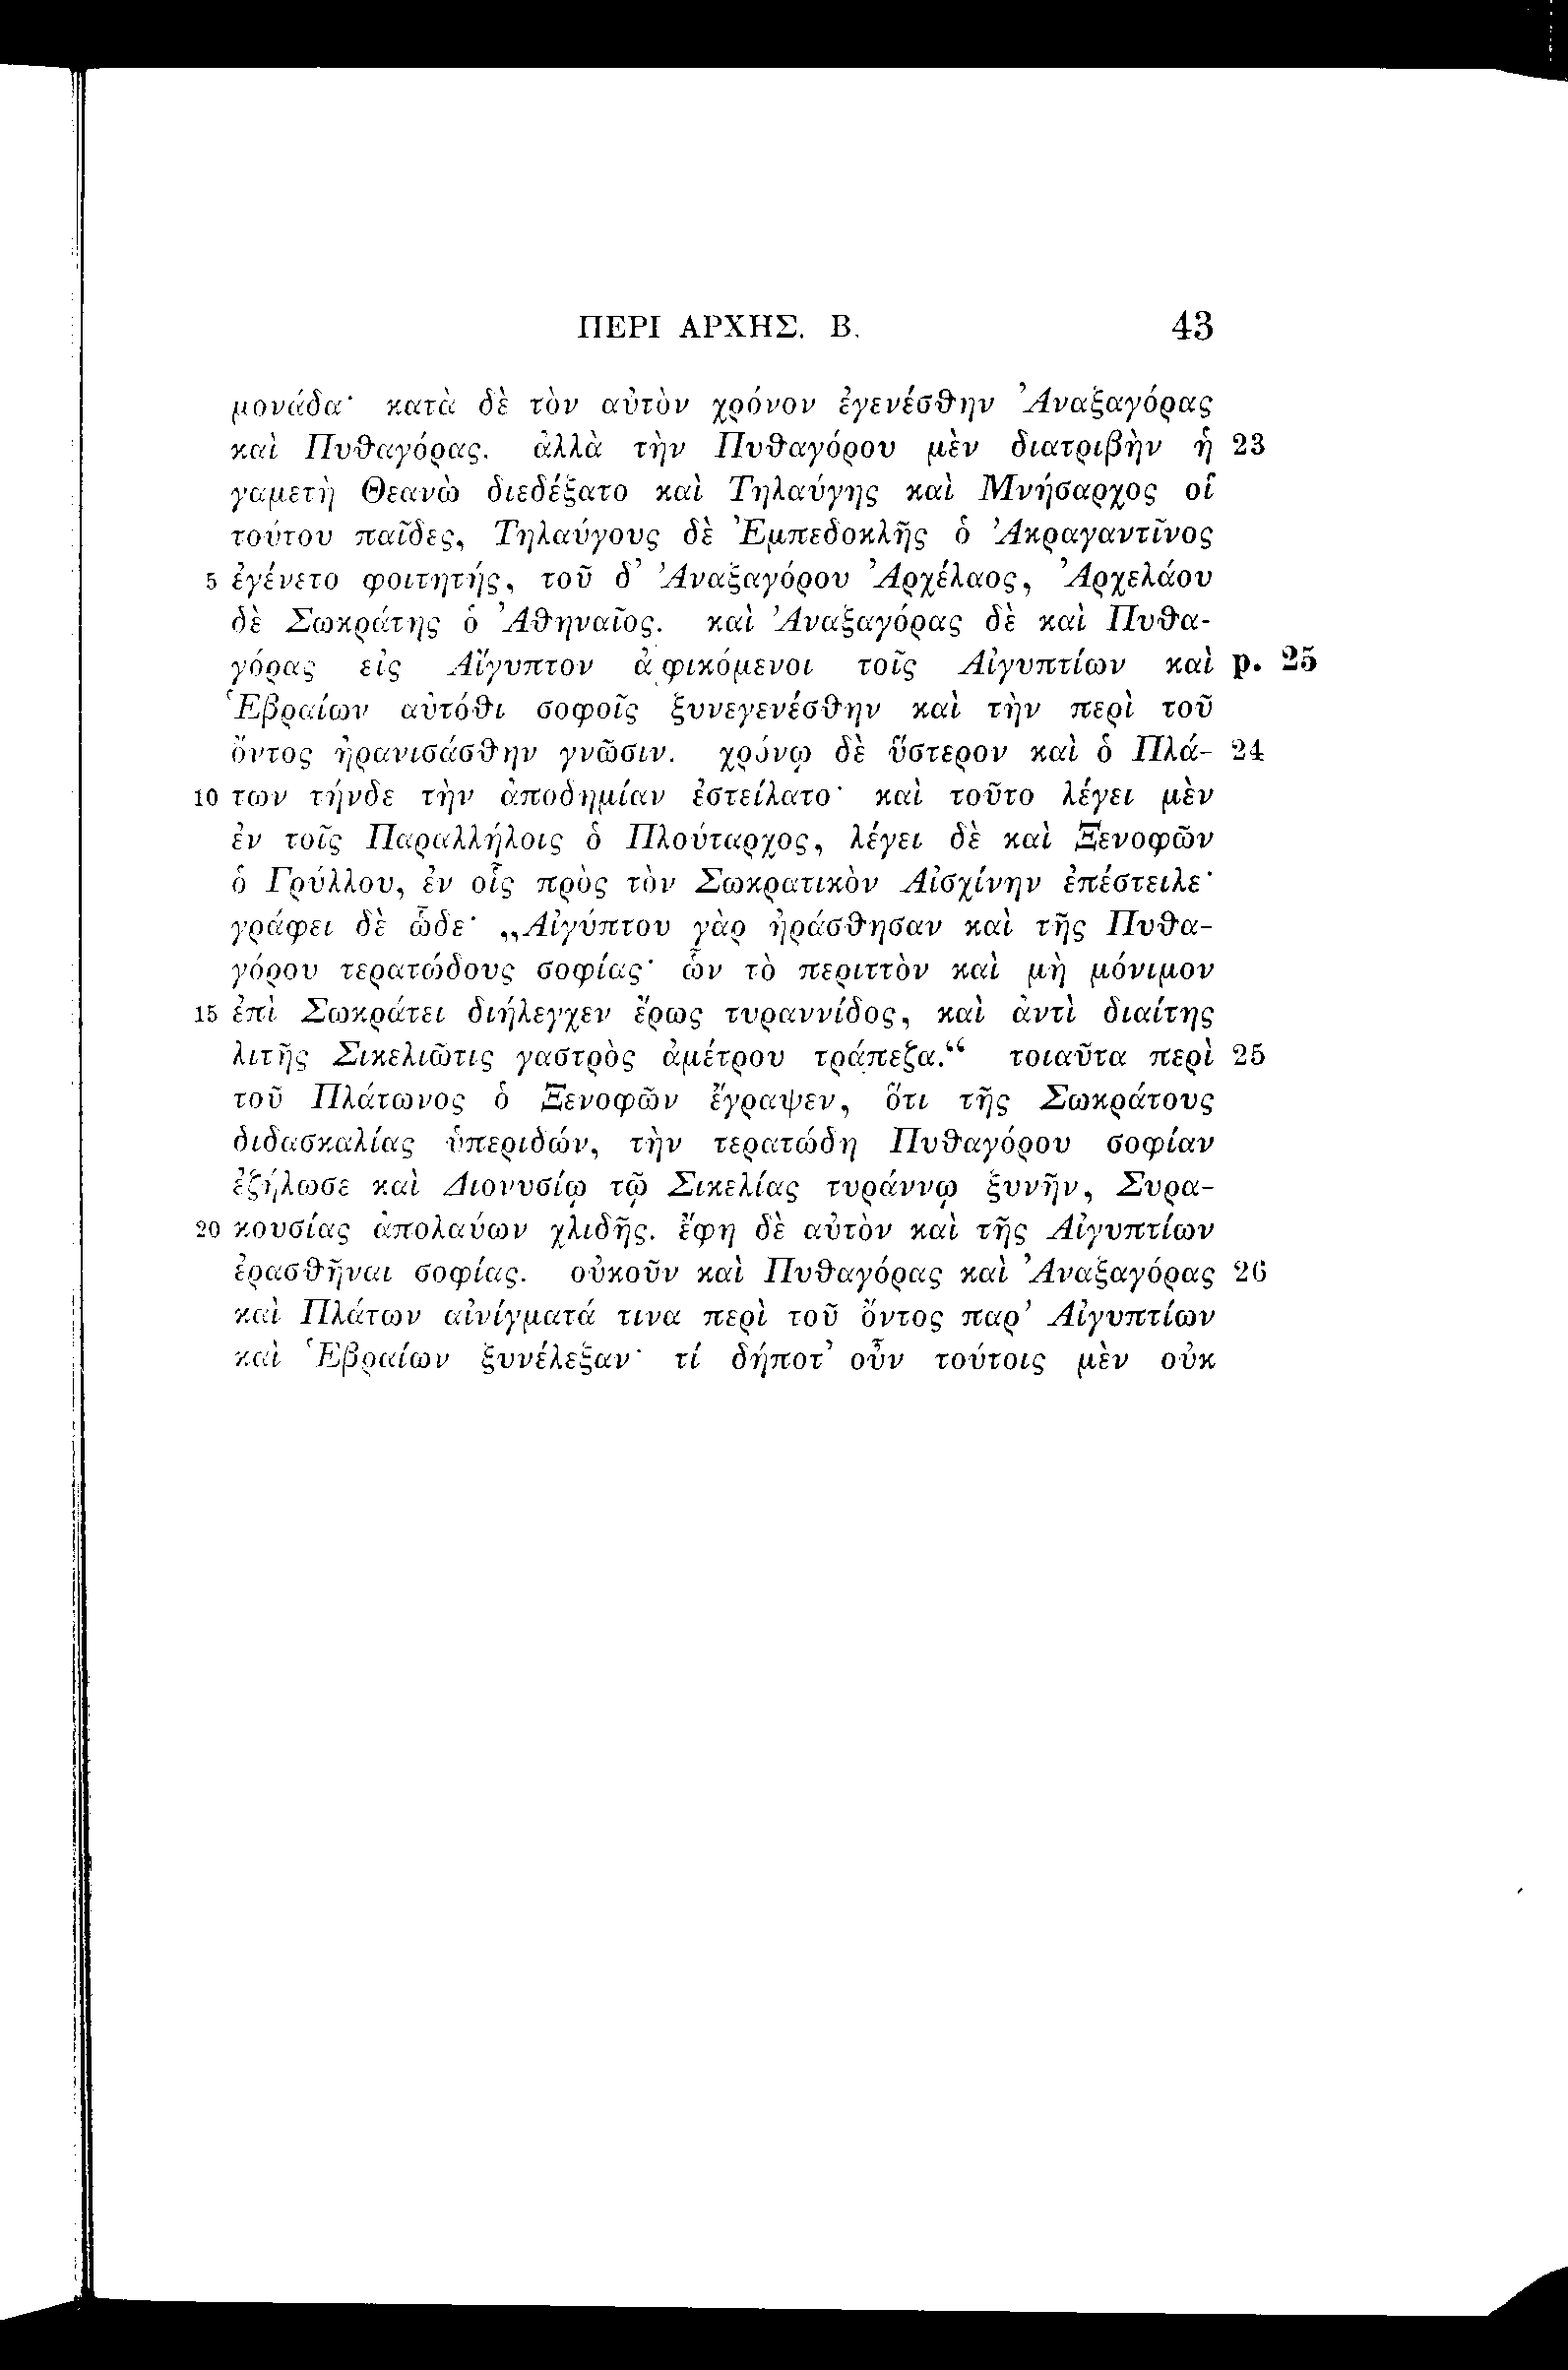 ΠΕΡΙ ΑΡΧΗΣ. Β. 43
μονάδα· κατὰ δὲ τὸν αὐτὸν χρόνον ἐγενέσθην Ἀναξαγόρας
καὶ Πυθαγόρας. ἀλλὰ τὴν Πυθαγόρου μὲν διατριβὴν ἡ 23
γαμετὴ Θεανὼ διεδέξατο καὶ Τηλαύγης καὶ Μνήσαρχος οἱ
τούτου παῖδες, Τηλαύγους δὲ Ἐμπεδοκλῆς ὁ Ἀκραγαντῖνος
5 ἐγένετο φοιτητής, τοῦ δ’ Ἀναξαγόρου Ἀρχέλαος, Ἀρχελάου
δὲ Σωκράτης ὁ Ἀθηναῖος. καὶ Ἀναξαγόρας δὲ καὶ Πυθα-
γόρας εἰς Αἴγυπτον ἀφικόμενοι τοῖς Αἰγυπτίων καὶ p. 25
Ἑβραίων αὐτόθι σοφοῖς ξυνεγενέσθην καὶ τὴν περὶ τοῦ
ὄντος ἠρανισάσθην γνῶσιν. χρόνῳ δὲ ὕστερον καὶ ὁ Πλά- 24
10 των τήνδε τὴν ἀποδημίαν ἐστείλατο· καὶ τοῦτο λέγει μὲν
ἐν τοῖς Παραλλήλοις ὁ Πλούταρχος, λέγει δὲ καὶ Ξενοφῶν
ὁ Γρύλλου, ἐν οἷς πρὸς τὸν Σωκρατικὸν Αἰσχίνην ἐπέστειλε·
γράφει δὲ ὧδε· „Αἰγύπτου γὰρ ἠράσθησαν καὶ τῆς Πυθα-
γόρου τερατώδους σοφίας· ὧν τὸ περιττὸν καὶ μὴ μόνιμον
15 ἐπὶ Σωκράτει διήλεγχεν ἔρως τυραννίδος, καὶ ἀντὶ διαίτης
λιτῆς Σικελιῶτις γαστρὸς ἀμέτρου τράπεζα.“ τοιαῦτα περὶ 25
τοῦ Πλάτωνος ὁ Ξενοφῶν ἔγραψεν, ὅτι τῆς Σωκράτους
διδασκαλίας ὑπεριδών, τὴν τερατώδη Πυθαγόρου σοφίαν
ἐζήλωσε καὶ Διονυσίῳ τῷ Σικελίας τυράννῳ ξυνῆν, Συρα-
20 κουσίας ἀπολαύων χλιδῆς. ἔφη δὲ αὐτὸν καὶ τῆς Αἰγυπτίων
ἐρασθῆναι σοφίας. οὐκοῦν καὶ Πυθαγόρας καὶ Ἀναξαγόρας 26
καὶ Πλάτων αἰνίγματά τινα περὶ τοῦ ὄντος παρ’ Αἰγυπτίων
καὶ Ἑβραίων ξυνέλεξαν· τί δήποτ’ οὖν τούτοις μὲν οὐκ